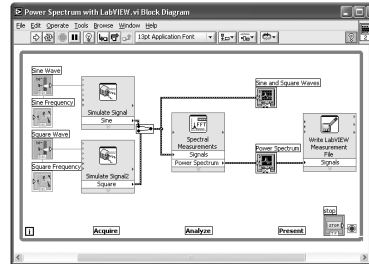 Power Spectrum with LabVIEW.vi Block Diagram
File Edit Operate Tools Browse Window Help
13pt Application Font
Sine Wave
Sine Frequency
Square Wave
Square Frequency
Simulate Signal
Sine
Simulate Signal2
Square
Spectral
Measurements
Signals
Power Spectrum
Sine and Square Waves
Power Spectrum
Write LabVIEW
Measurement
File
Signals
stop
STOP
i
Acquire
Analyze
Present